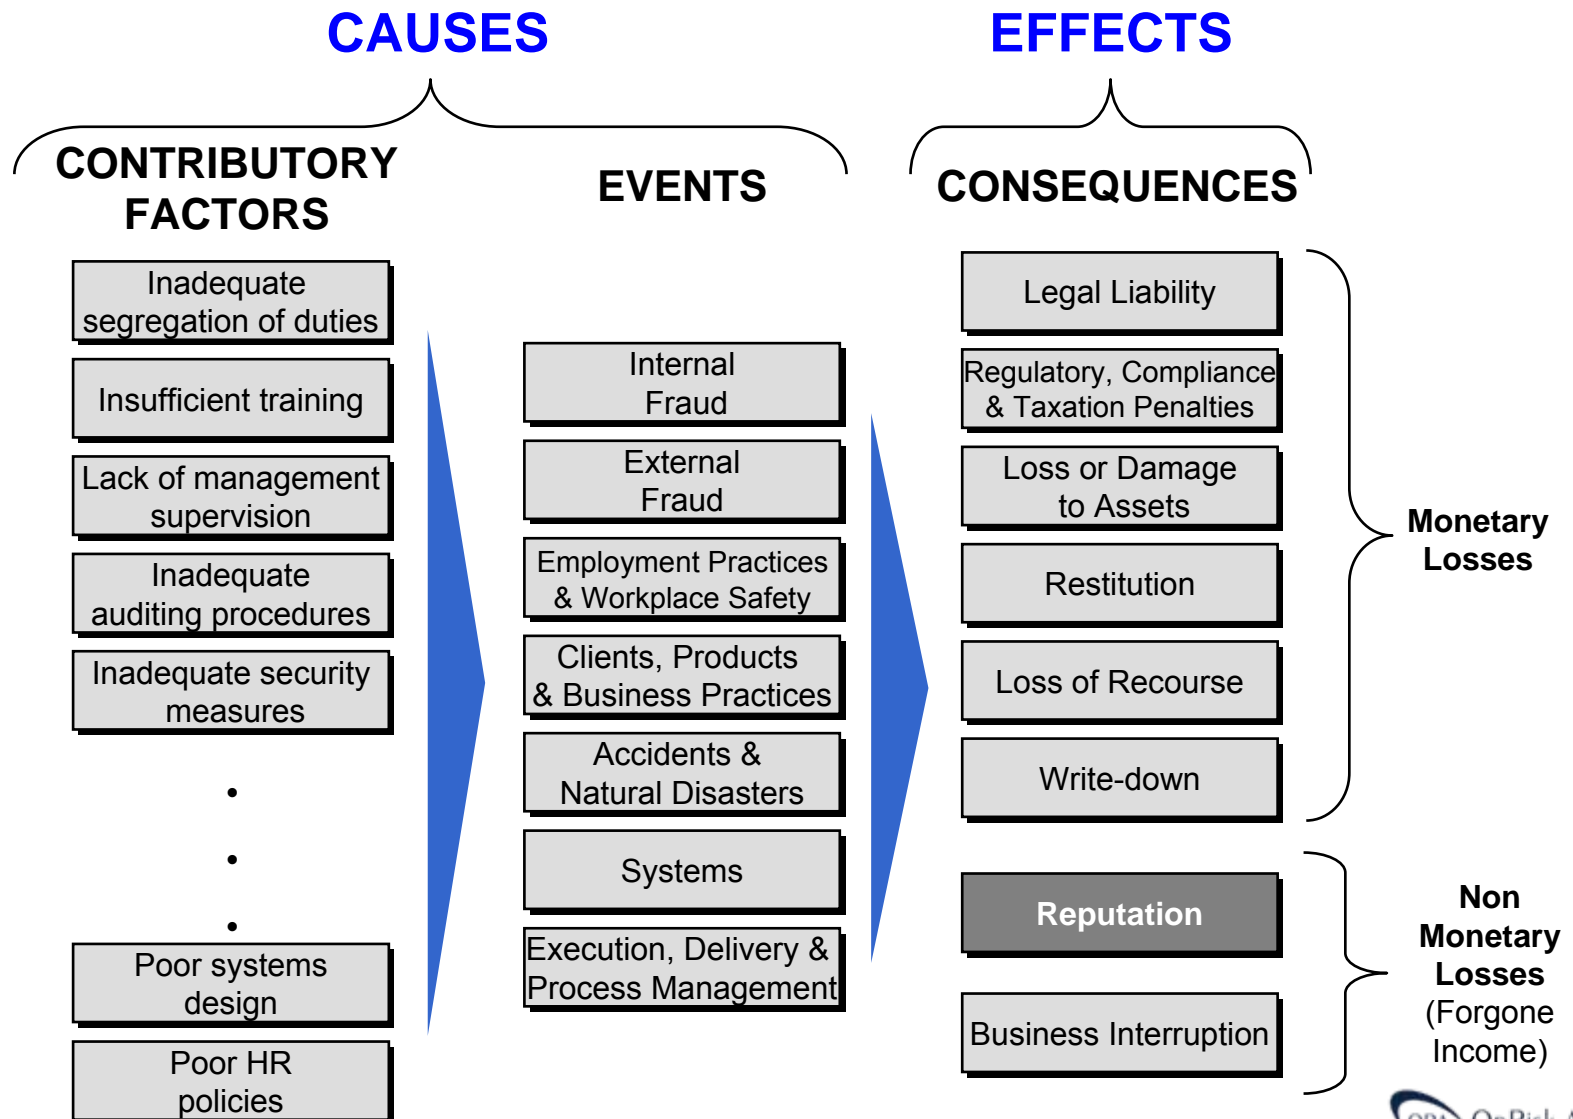 CAUSES
EFFECTS
CONTRIBUTORY
FACTORS
EVENTS
CONSEQUENCES
Inadequate
segregation of duties
Insufficient training
Lack of management
supervision
Inadequate
auditing procedures
Inadequate security
measures
.
.
.
Poor systems
design
Poor HR
policies
Internal
Fraud
External
Fraud
Employment Practices
& Workplace Safety
Clients, Products
& Business Practices
Accidents &
Natural Disasters
Systems
Execution, Delivery &
Process Management
Legal Liability
Regulatory, Compliance
& Taxation Penalties
Loss or Damage
to Assets
Restitution
Loss of Recourse
Write-down
Reputation
Business Interruption
Monetary
Losses
Non
Monetary
Losses
(Forgone
Income)